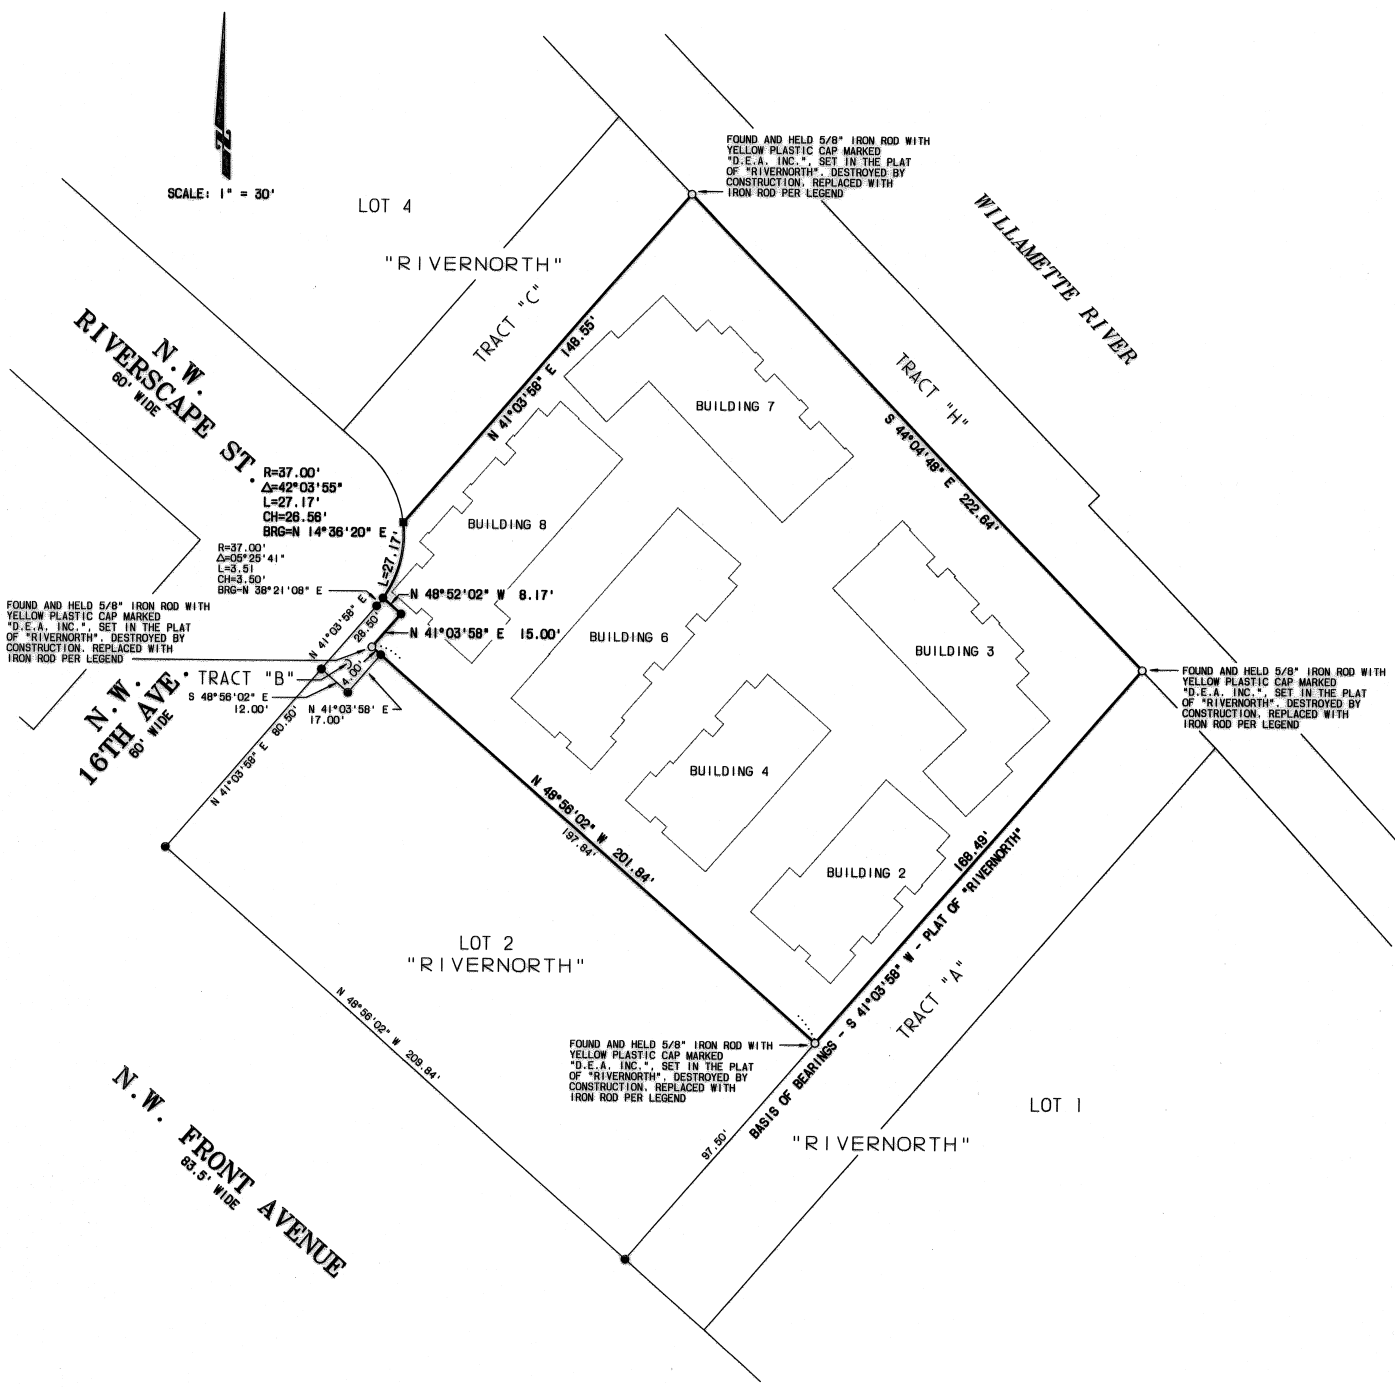 N
SCALE: 1" = 30'
LOT 4
"RIVERNORTH"
TRACT "C"
FOUND AND HELD 5/8" IRON ROD WITH
YELLOW PLASTIC CAP MARKED
"D.E.A. INC.", SET IN THE PLAT
OF "RIVERNORTH". DESTROYED BY
CONSTRUCTION. REPLACED WITH
IRON ROD PER LEGEND
WILLAMETTE RIVER
TRACT "H"
N.W.
RIVERSCAPE ST.
60' WIDE
N 41°03'58" E 148.55'
S 44°04'48" E 222.64'
BUILDING 7
BUILDING 8
BUILDING 6
BUILDING 3
BUILDING 4
BUILDING 2
R=37.00'
Δ=42°03'55"
L=27.17'
CH=26.56'
BRG=N 14°36'20" E
L=27.17'
R=37.00'
Δ=05°25'41"
L=3.51
CH=3.50'
BRG=N 38°21'08" E
N 48°52'02" W 8.17'
N 41°03'58" E 15.00'
N 41°03'58" E
28.50'
4.00'
FOUND AND HELD 5/8" IRON ROD WITH
YELLOW PLASTIC CAP MARKED
"D.E.A. INC.", SET IN THE PLAT
OF "RIVERNORTH". DESTROYED BY
CONSTRUCTION. REPLACED WITH
IRON ROD PER LEGEND
TRACT "B"
S 48°56'02" E
12.00'
N 41°03'58' E
17.00'
N.W.
16TH AVE.
60' WIDE
N 41°03'58" E 80.50'
FOUND AND HELD 5/8" IRON ROD WITH
YELLOW PLASTIC CAP MARKED
"D.E.A. INC.", SET IN THE PLAT
OF "RIVERNORTH". DESTROYED BY
CONSTRUCTION. REPLACED WITH
IRON ROD PER LEGEND
N 48°56'02" W 201.84'
197.84'
168.49'
BASIS OF BEARINGS - S 41°03'58" W - PLAT OF "RIVERNORTH"
TRACT "A"
LOT 2
"RIVERNORTH"
N 48°56'02" W 209.84'
FOUND AND HELD 5/8" IRON ROD WITH
YELLOW PLASTIC CAP MARKED
"D.E.A. INC.", SET IN THE PLAT
OF "RIVERNORTH". DESTROYED BY
CONSTRUCTION. REPLACED WITH
IRON ROD PER LEGEND
97.50'
LOT 1
"RIVERNORTH"
N.W. FRONT AVENUE
83.5' WIDE